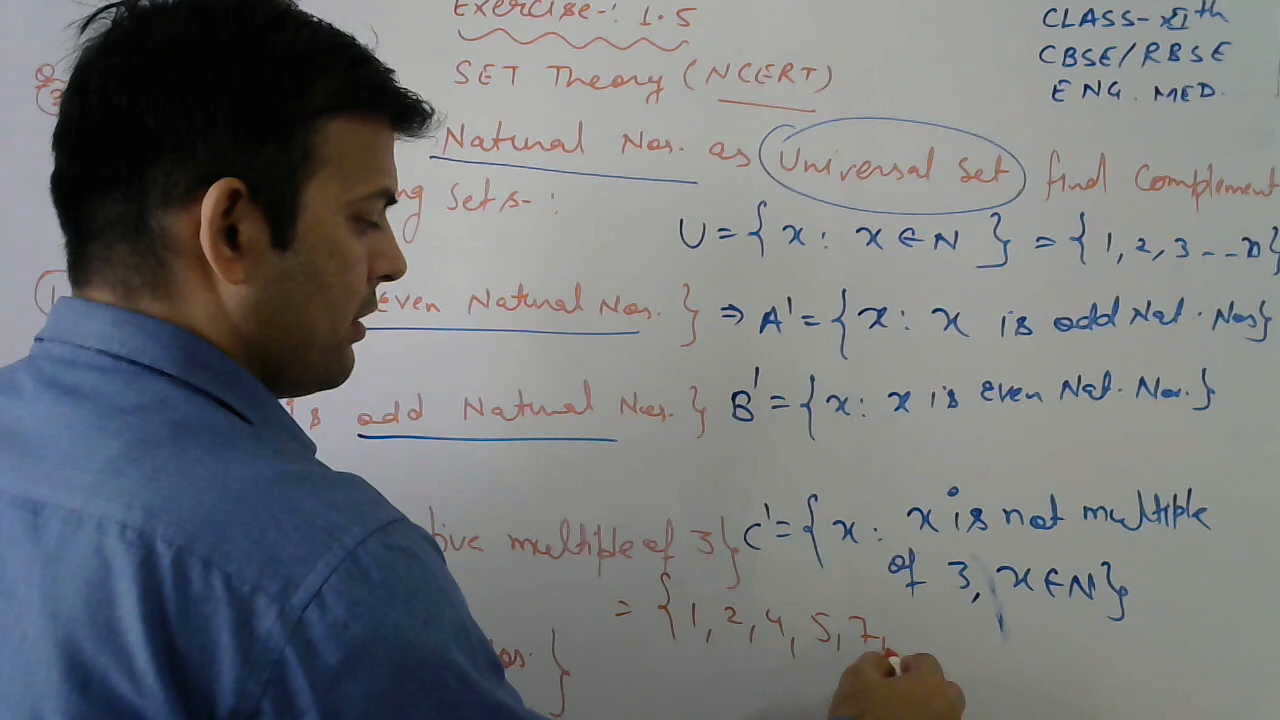 Exercise-: 1.5
CLASS-XIth
CBSE/RBSE
ENG. MED.
SET Theory (NCERT)
Natural Nos. as Universal Set find Complement
ng Sets-:
U = { x : x ∈ N } = { 1, 2, 3 - - - n}
Even Natural Nos. } ⇒ A' = { x : x is odd Nat. Nos}
is odd Natural Nos. } B' = { x : x is Even Nat. Nos. }
tive multiple of 3} C' = { x : x is not multiple
of 3, x ∈ N}
= { 1, 2, 4, 5, 7,
Nos. }